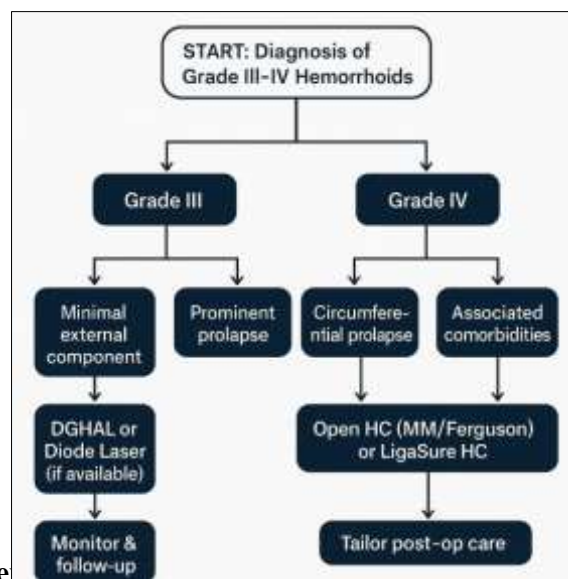 START: Diagnosis of
Grade III-IV Hemorrhoids
Grade III
Grade IV
Minimal
external
component
Prominent
prolapse
Circumfere-
ntial prolapse
Associated
comorbidities
DGHAL or
Diode Laser
(if available)
Open HC (MM/Ferguson)
or LigaSure HC
Monitor &
follow-up
Tailor post-op care